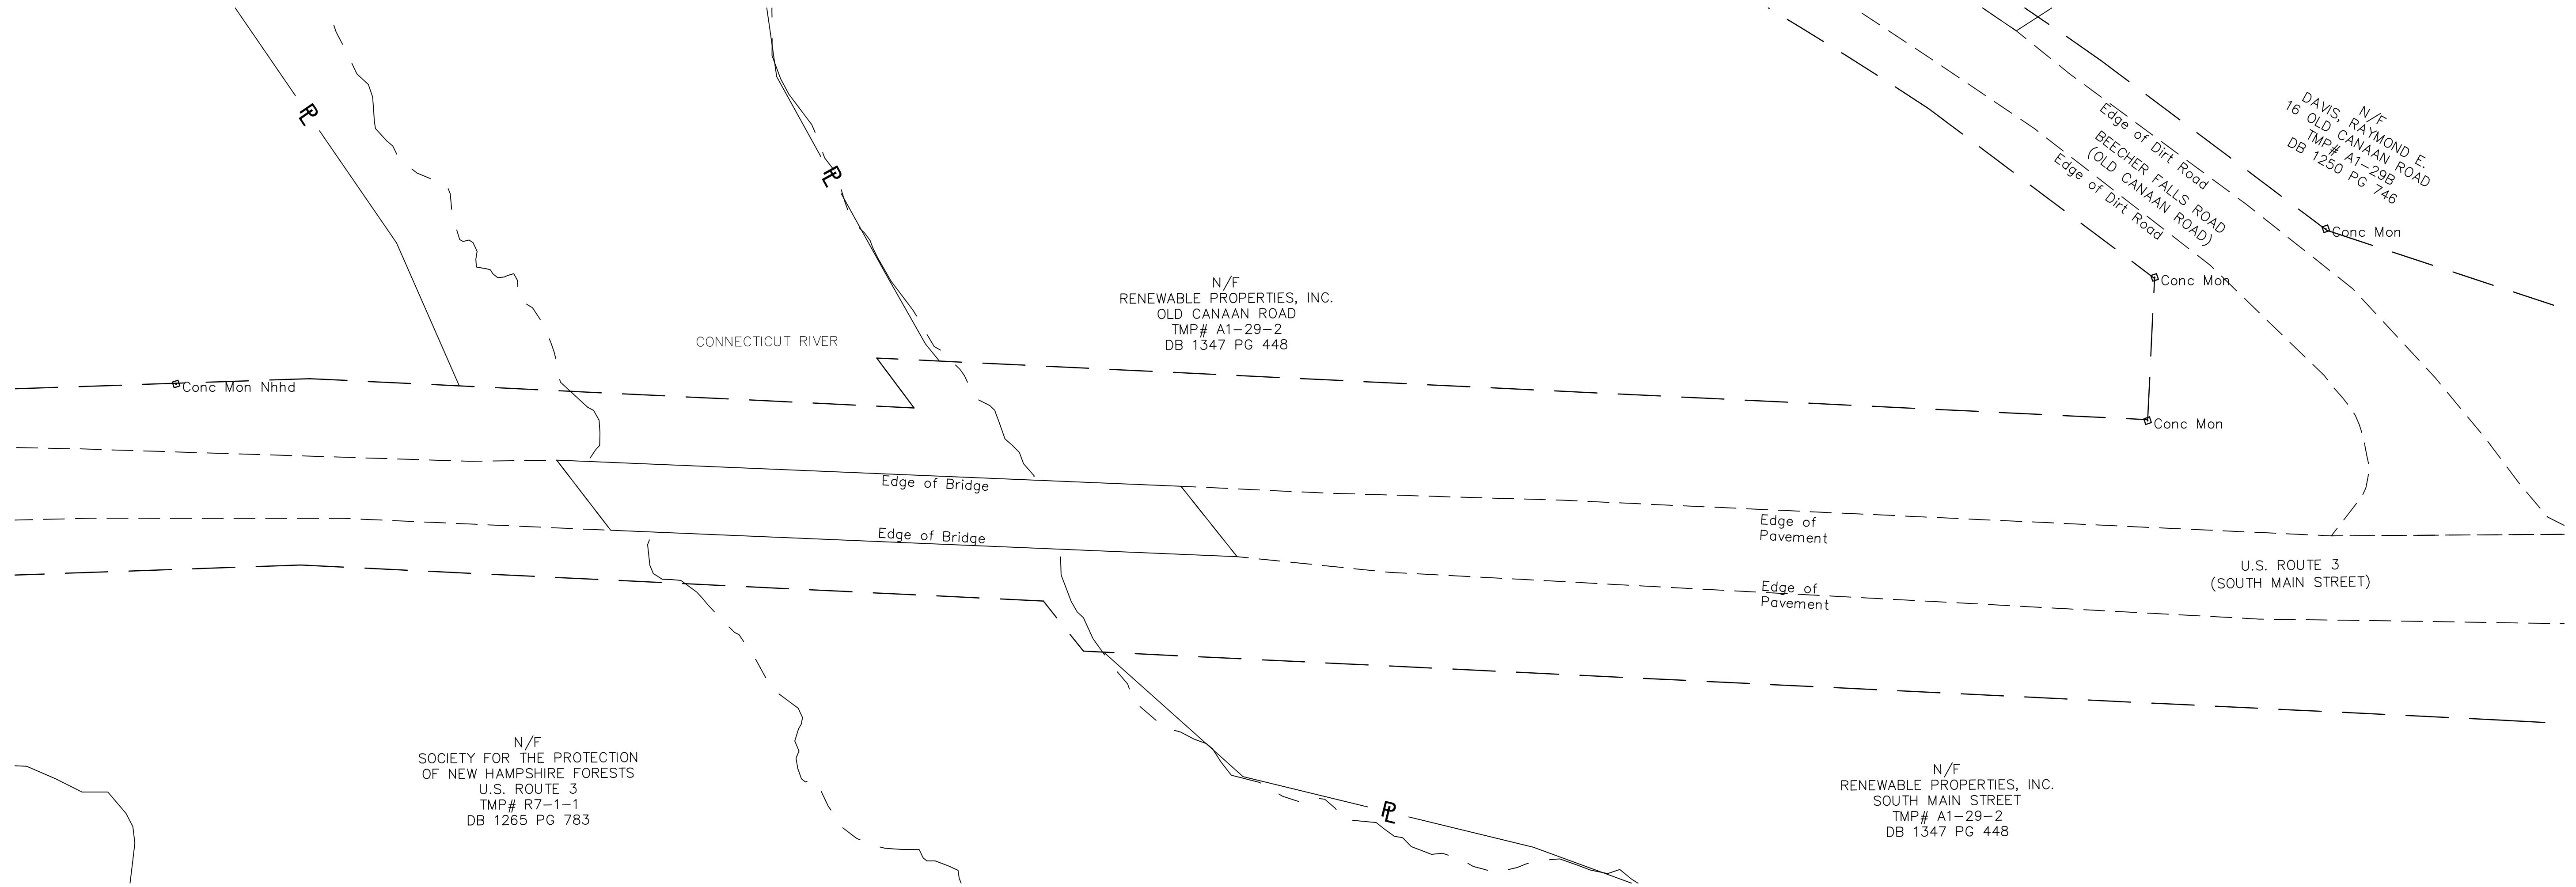 PL
PL
N/F
DAVIS, RAYMOND E.
16 OLD CANAAN ROAD
TMP# A1-29B
DB 1250 PG 746
Edge of Dirt Road
BEECHER FALLS ROAD
(OLD CANAAN ROAD)
Edge of Dirt Road
Conc Mon
Conc Mon
N/F
RENEWABLE PROPERTIES, INC.
OLD CANAAN ROAD
TMP# A1-29-2
DB 1347 PG 448
CONNECTICUT RIVER
Conc Mon Nhhd
Conc Mon
Edge of Bridge
Edge of Bridge
Edge of
Pavement
Edge of
Pavement
U.S. ROUTE 3
(SOUTH MAIN STREET)
N/F
SOCIETY FOR THE PROTECTION
OF NEW HAMPSHIRE FORESTS
U.S. ROUTE 3
TMP# R7-1-1
DB 1265 PG 783
PL
N/F
RENEWABLE PROPERTIES, INC.
SOUTH MAIN STREET
TMP# A1-29-2
DB 1347 PG 448